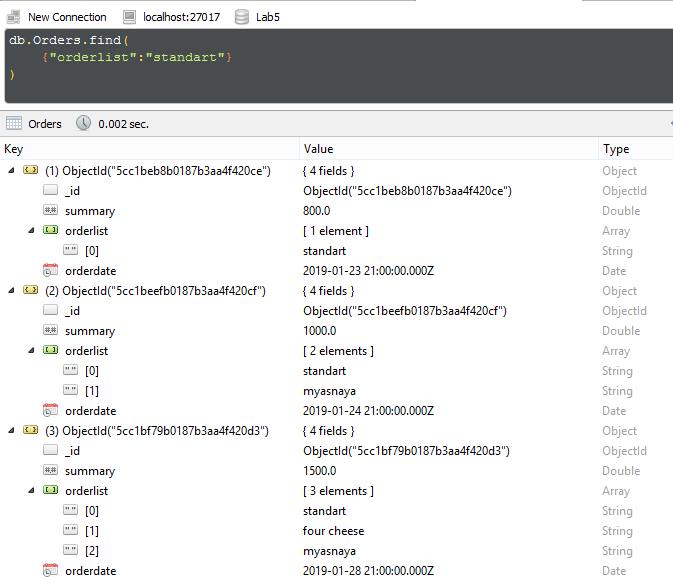 New Connection localhost:27017 Lab5
db.Orders.find(
{"orderlist":"standart"}
)
Orders 0.002 sec.
Key Value Type
(1) ObjectId("5cc1beb8b0187b3aa4f420ce") { 4 fields } Object
_id ObjectId("5cc1beb8b0187b3aa4f420ce") ObjectId
## summary 800.0 Double
orderlist [ 1 element ] Array
" " [0] standart String
orderdate 2019-01-23 21:00:00.000Z Date
(2) ObjectId("5cc1beefb0187b3aa4f420cf") { 4 fields } Object
_id ObjectId("5cc1beefb0187b3aa4f420cf") ObjectId
## summary 1000.0 Double
orderlist [ 2 elements ] Array
" " [0] standart String
" " [1] myasnaya String
orderdate 2019-01-24 21:00:00.000Z Date
(3) ObjectId("5cc1bf79b0187b3aa4f420d3") { 4 fields } Object
_id ObjectId("5cc1bf79b0187b3aa4f420d3") ObjectId
## summary 1500.0 Double
orderlist [ 3 elements ] Array
" " [0] standart String
" " [1] four cheese String
" " [2] myasnaya String
orderdate 2019-01-28 21:00:00.000Z Date